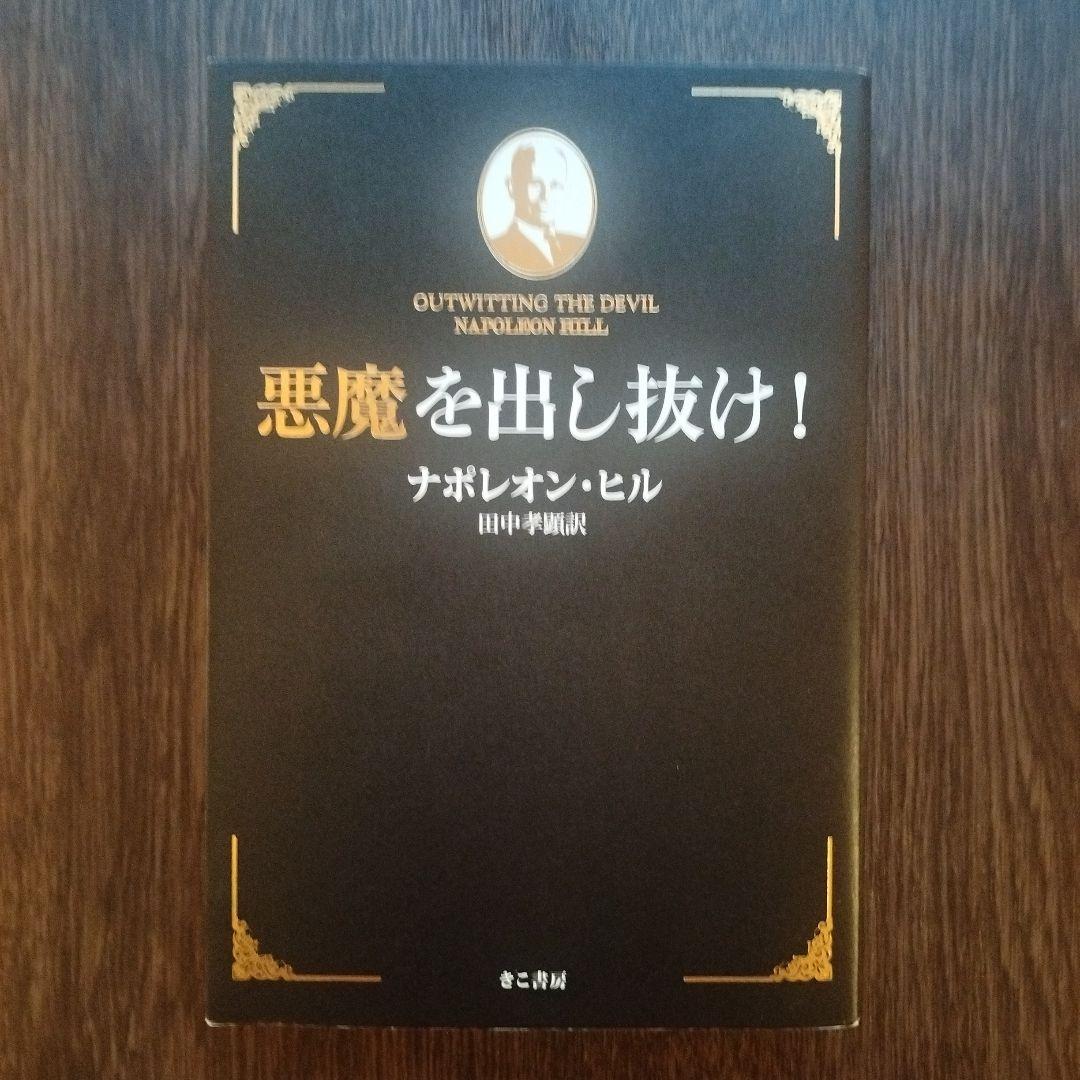 OUTWITTING THE DEVIL
NAPOLEON HILL
悪魔を出し抜け!
ナポレオン・ヒル
田中孝顕訳
きこ書房